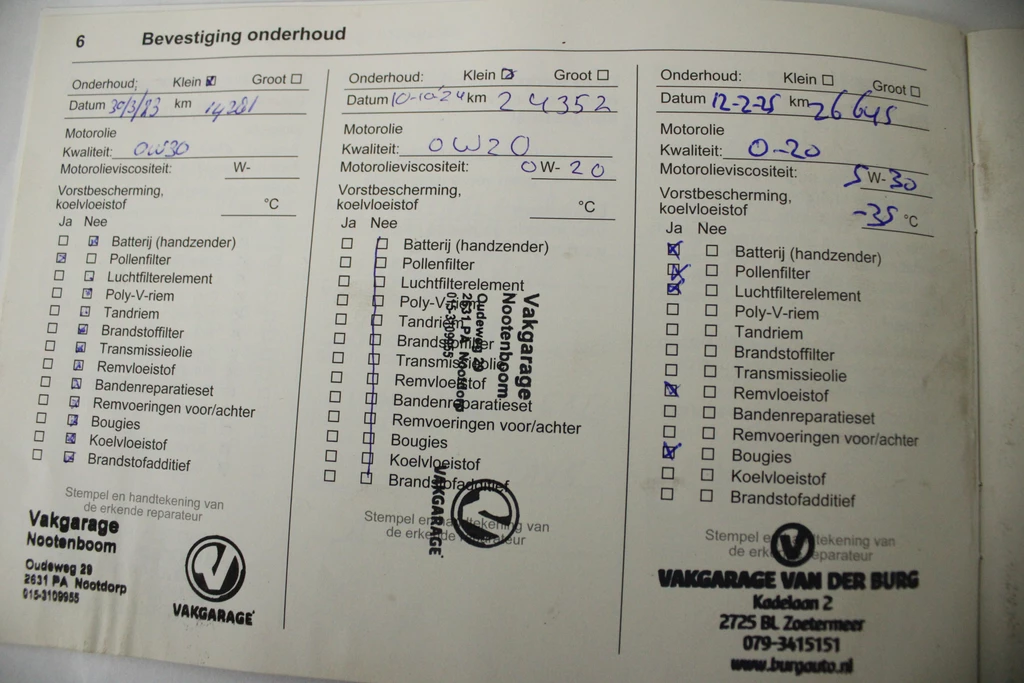 6 Bevestiging onderhoud
Onderhoud: Klein Groot
Datum 30/3/23 km 14281
Motorolie
Kwaliteit: 0W30
Motorolieviscositeit: W-
Vorstbescherming,
koelvloeistof °C
Ja Nee
Batterij (handzender)
Pollenfilter
Luchtfilterelement
Poly-V-riem
Tandriem
Brandstoffilter
Transmissieolie
Remvloeistof
Bandenreparatieset
Remvoeringen voor/achter
Bougies
Koelvloeistof
Brandstofadditief
Stempel en handtekening van
de erkende reparateur
Vakgarage
Nootenboom
Oudeweg 29
2631 PA Nootdorp
015-3109955
VAKGARAGE
Onderhoud: Klein Groot
Datum 10-10-'24 km 24352
Motorolie
Kwaliteit: 0W20
Motorolieviscositeit: 0W-20
Vorstbescherming,
koelvloeistof °C
Ja Nee
Batterij (handzender)
Pollenfilter
Luchtfilterelement
Poly-V-riem
Tandriem
Brandstoffilter
Transmissieolie
Remvloeistof
Bandenreparatieset
Remvoeringen voor/achter
Bougies
Koelvloeistof
Brandstofadditief
Stempel en handtekening van
de erkende reparateur
Vakgarage
Nootenboom
Oudeweg 29
2631 PA Nootdorp
015-3109955
VAKGARAGE
Onderhoud: Klein Groot
Datum 12-2-25 km 26645
Motorolie
Kwaliteit: 0-20
Motorolieviscositeit: 5W-30
Vorstbescherming,
koelvloeistof -35 °C
Ja Nee
Batterij (handzender)
Pollenfilter
Luchtfilterelement
Poly-V-riem
Tandriem
Brandstoffilter
Transmissieolie
Remvloeistof
Bandenreparatieset
Remvoeringen voor/achter
Bougies
Koelvloeistof
Brandstofadditief
Stempel en handtekening van
de erkende reparateur
VAKGARAGE VAN DER BURG
Kadelaan 2
2725 BL Zoetermeer
079-3415151
www.burgauto.nl